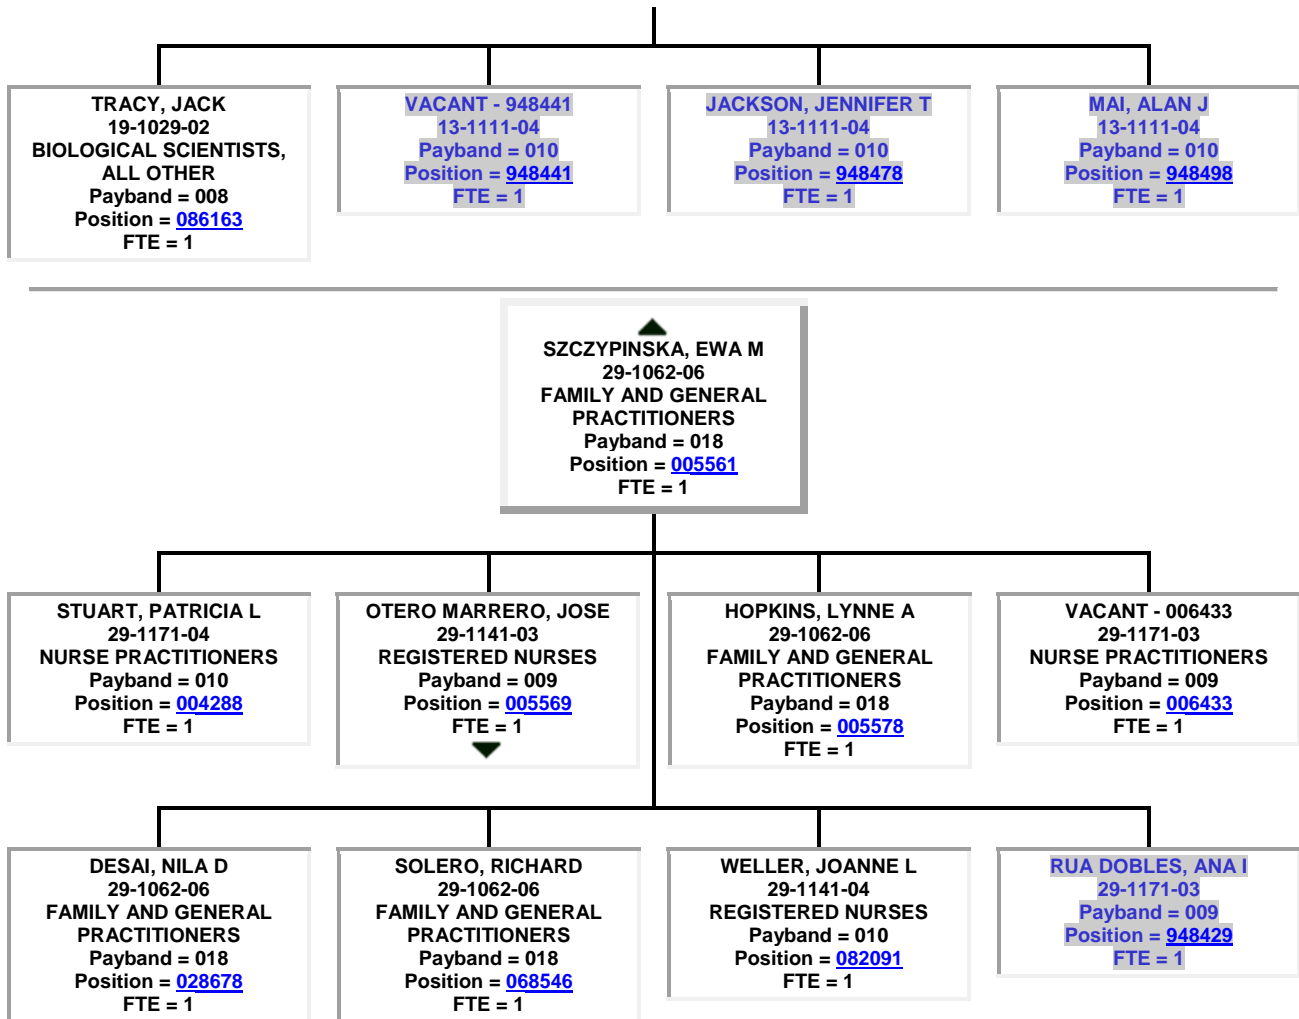 TRACY, JACK
19-1029-02
BIOLOGICAL SCIENTISTS,
ALL OTHER
Payband = 008
Position = 086163
FTE = 1
VACANT - 948441
13-1111-04
Payband = 010
Position = 948441
FTE = 1
JACKSON, JENNIFER T
13-1111-04
Payband = 010
Position = 948478
FTE = 1
MAI, ALAN J
13-1111-04
Payband = 010
Position = 948498
FTE = 1
SZCZYPINSKA, EWA M
29-1062-06
FAMILY AND GENERAL
PRACTITIONERS
Payband = 018
Position = 005561
FTE = 1
STUART, PATRICIA L
29-1171-04
NURSE PRACTITIONERS
Payband = 010
Position = 004288
FTE = 1
OTERO MARRERO, JOSE
29-1141-03
REGISTERED NURSES
Payband = 009
Position = 005569
FTE = 1
HOPKINS, LYNNE A
29-1062-06
FAMILY AND GENERAL
PRACTITIONERS
Payband = 018
Position = 005578
FTE = 1
VACANT - 006433
29-1171-03
NURSE PRACTITIONERS
Payband = 009
Position = 006433
FTE = 1
DESAI, NILA D
29-1062-06
FAMILY AND GENERAL
PRACTITIONERS
Payband = 018
Position = 028678
FTE = 1
SOLERO, RICHARD
29-1062-06
FAMILY AND GENERAL
PRACTITIONERS
Payband = 018
Position = 068546
FTE = 1
WELLER, JOANNE L
29-1141-04
REGISTERED NURSES
Payband = 010
Position = 082091
FTE = 1
RUA DOBLES, ANA I
29-1171-03
Payband = 009
Position = 948429
FTE = 1